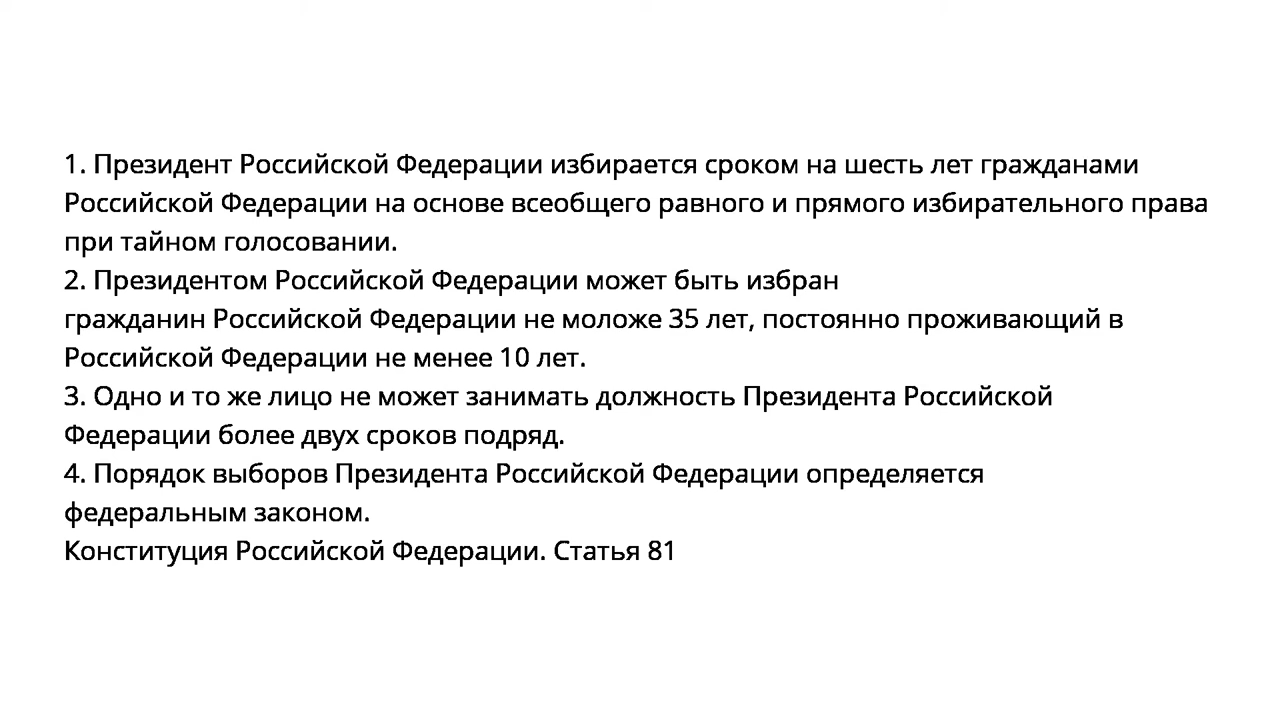 1. Президент Российской Федерации избирается сроком на шесть лет гражданами
Российской Федерации на основе всеобщего равного и прямого избирательного права
при тайном голосовании.
2. Президентом Российской Федерации может быть избран
гражданин Российской Федерации не моложе 35 лет, постоянно проживающий в
Российской Федерации не менее 10 лет.
3. Одно и то же лицо не может занимать должность Президента Российской
Федерации более двух сроков подряд.
4. Порядок выборов Президента Российской Федерации определяется
федеральным законом.
Конституция Российской Федерации. Статья 81